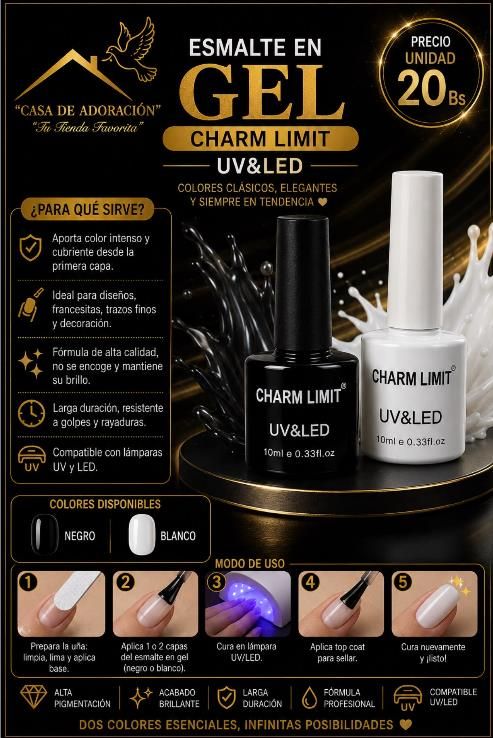 "CASA DE ADORACIÓN"
"Tu Tienda Favorita"
ESMALTE EN
GEL
CHARM LIMIT
UV&LED
COLORES CLÁSICOS, ELEGANTES
Y SIEMPRE EN TENDENCIA
PRECIO
UNIDAD
20 Bs
¿PARA QUÉ SIRVE?
Aporta color intenso y
cubriente desde la
primera capa.
Ideal para diseños,
francesitas, trazos finos
y decoración.
Fórmula de alta calidad,
no se encoge y mantiene
su brillo.
Larga duración, resistente
a golpes y rayaduras.
UV
Compatible con lámparas
UV y LED.
CHARM LIMIT®
UV&LED
10ml e 0.33fl.oz
CHARM LIMIT®
UV&LED
10ml e 0.33fl.oz
COLORES DISPONIBLES
NEGRO
BLANCO
MODO DE USO
1
Prepara la uña:
limpia, lima y aplica
base.
2
Aplica 1 o 2 capas
del esmalte en gel
(negro o blanco).
3
Cura en lámpara
UV/LED.
4
Aplica top coat
para sellar.
5
Cura nuevamente
y ¡listo!
ALTA
PIGMENTACIÓN
ACABADO
BRILLANTE
LARGA
DURACIÓN
FÓRMULA
PROFESIONAL
UV
COMPATIBLE
UV/LED
DOS COLORES ESENCIALES, INFINITAS POSIBILIDADES